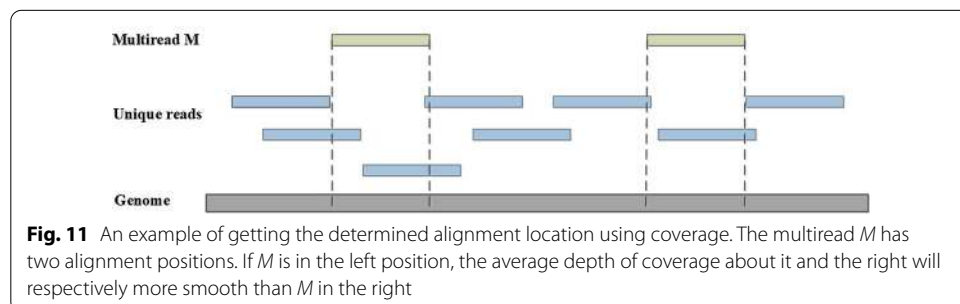 Multiread M
Unique reads
Genome
Fig. 11 An example of getting the determined alignment location using coverage. The multiread M has
two alignment positions. If M is in the left position, the average depth of coverage about it and the right will
respectively more smooth than M in the right